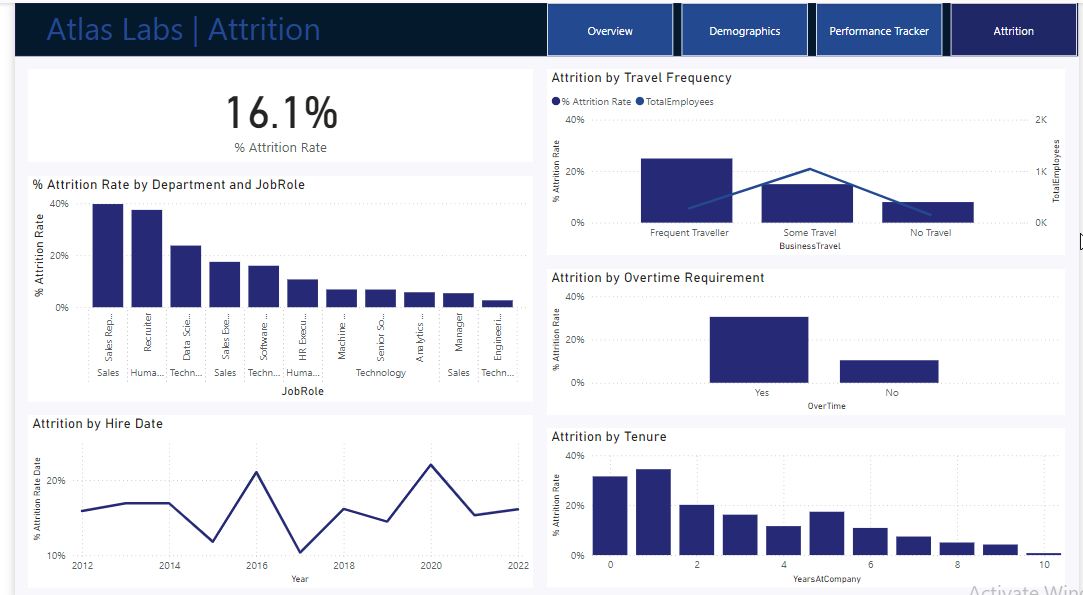 Atlas Labs | Attrition
Overview
Demographics
Performance Tracker
Attrition
16.1%
% Attrition Rate
% Attrition Rate by Department and JobRole
% Attrition Rate
40%
20%
0%
Sales Rep...
Recruiter
Data Scie...
Sales Exe...
Software ...
HR Execu...
Machine ...
Senior So...
Analytics ...
Manager
Engineeri...
Sales
Huma...
Techn...
Sales
Techn...
Huma...
Technology
Sales
Techn...
JobRole
Attrition by Hire Date
% Attrition Rate Date
20%
10%
2012
2014
2016
2018
2020
2022
Year
Attrition by Travel Frequency
% Attrition Rate
TotalEmployees
% Attrition Rate
40%
20%
0%
2K
1K
0K
TotalEmployees
Frequent Traveller
Some Travel
No Travel
BusinessTravel
Attrition by Overtime Requirement
% Attrition Rate
40%
20%
0%
Yes
No
OverTime
Attrition by Tenure
% Attrition Rate
40%
20%
0%
0
2
4
6
8
10
YearsAtCompany